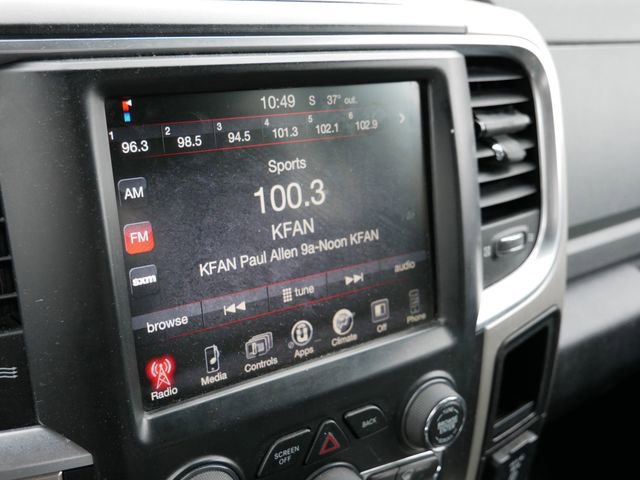 10:49 S 37° out.
1 96.3 2 98.5 3 94.5 4 101.3 5 102.1 6 102.9
Sports
AM
100.3
FM
KFAN
KFAN Paul Allen 9a-Noon KFAN
sxm
browse tune audio
Radio Media Controls Apps Climate Off Phone
SCREEN OFF
BACK